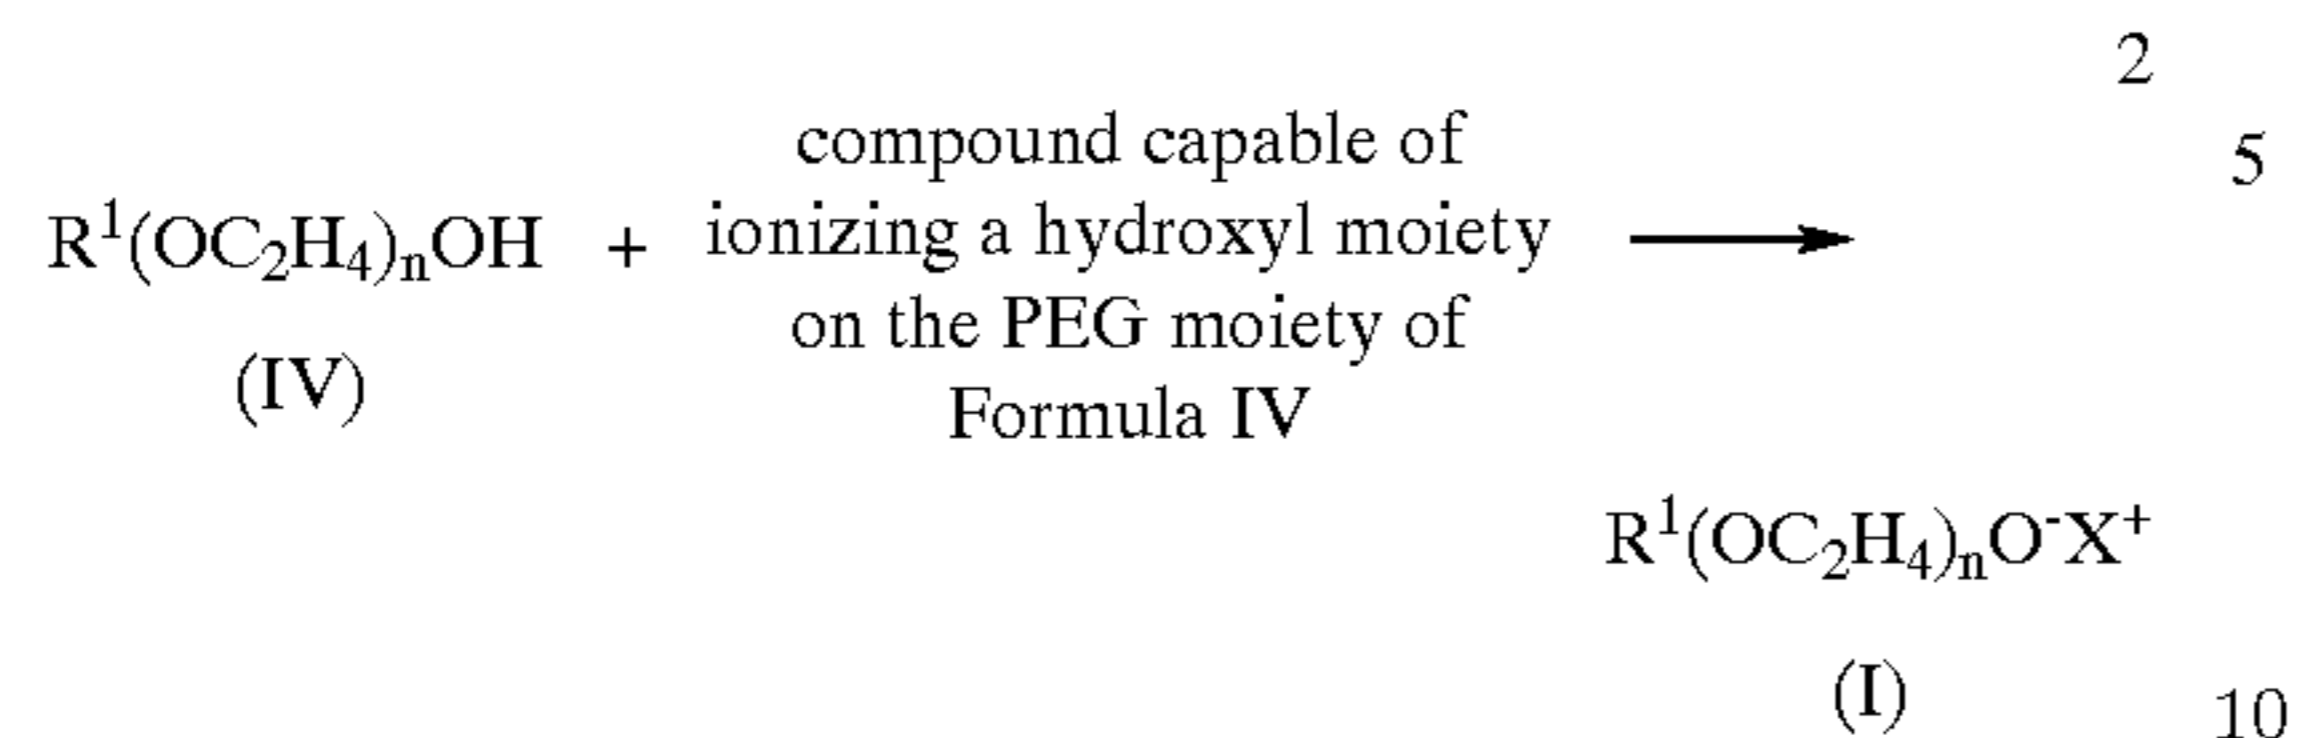 2
compound capable of
5
ionizing a hydroxyl moiety
R¹(OC₂H₄)ₙOH +
on the PEG moiety of
(IV)
Formula IV
R¹(OC₂H₄)ₙO⁻X⁺
(I)
10